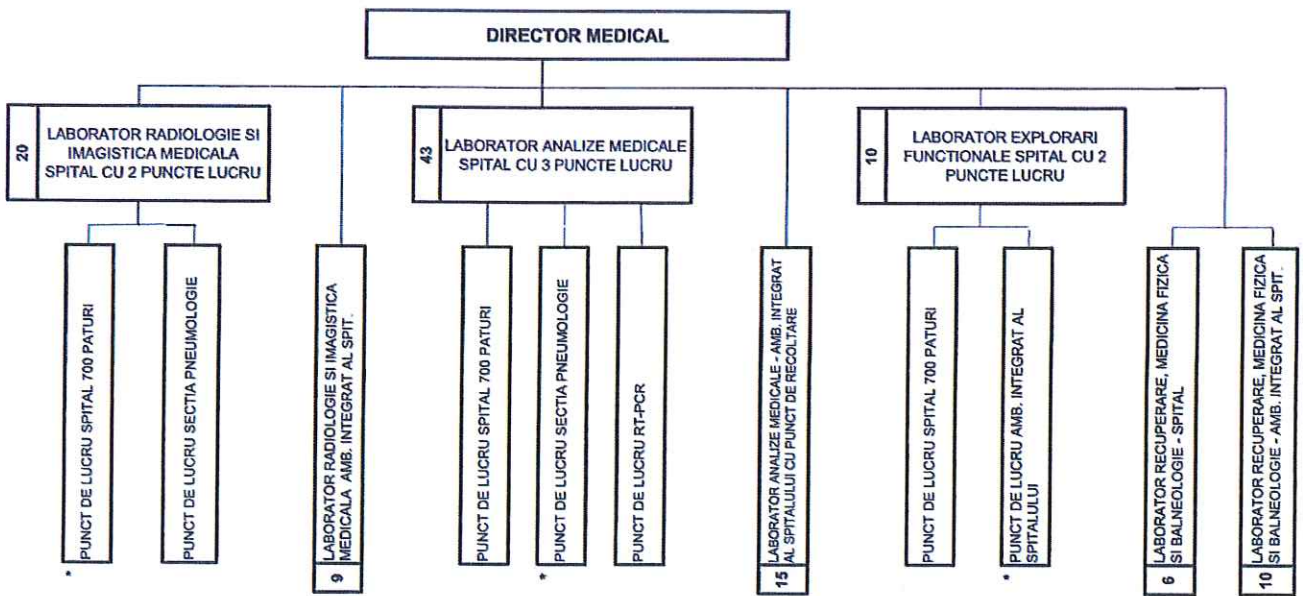 DIRECTOR MEDICAL
20
LABORATOR RADIOLOGIE SI
IMAGISTICA MEDICALA
SPITAL CU 2 PUNCTE LUCRU
43
LABORATOR ANALIZE MEDICALE
SPITAL CU 3 PUNCTE LUCRU
10
LABORATOR EXPLORARI
FUNCTIONALE SPITAL CU 2
PUNCTE LUCRU
*
PUNCT DE LUCRU SPITAL 700 PATURI
PUNCT DE LUCRU SECTIA PNEUMOLOGIE
9
LABORATOR RADIOLOGIE SI IMAGISTICA
MEDICALA AMB. INTEGRAT AL SPIT.
PUNCT DE LUCRU SPITAL 700 PATURI
*
PUNCT DE LUCRU SECTIA PNEUMOLOGIE
PUNCT DE LUCRU RT-PCR
15
LABORATOR ANALIZE MEDICALE - AMB. INTEGRAT
AL SPITALULUI CU PUNCT DE RECOLTARE
PUNCT DE LUCRU SPITAL 700 PATURI
*
PUNCT DE LUCRU AMB. INTEGRAT AL
SPITALULUI
6
LABORATOR RECUPERARE, MEDICINA FIZICA
SI BALNEOLOGIE - SPITAL
10
LABORATOR RECUPERARE, MEDICINA FIZICA
SI BALNEOLOGIE - AMB. INTEGRAT AL SPIT.